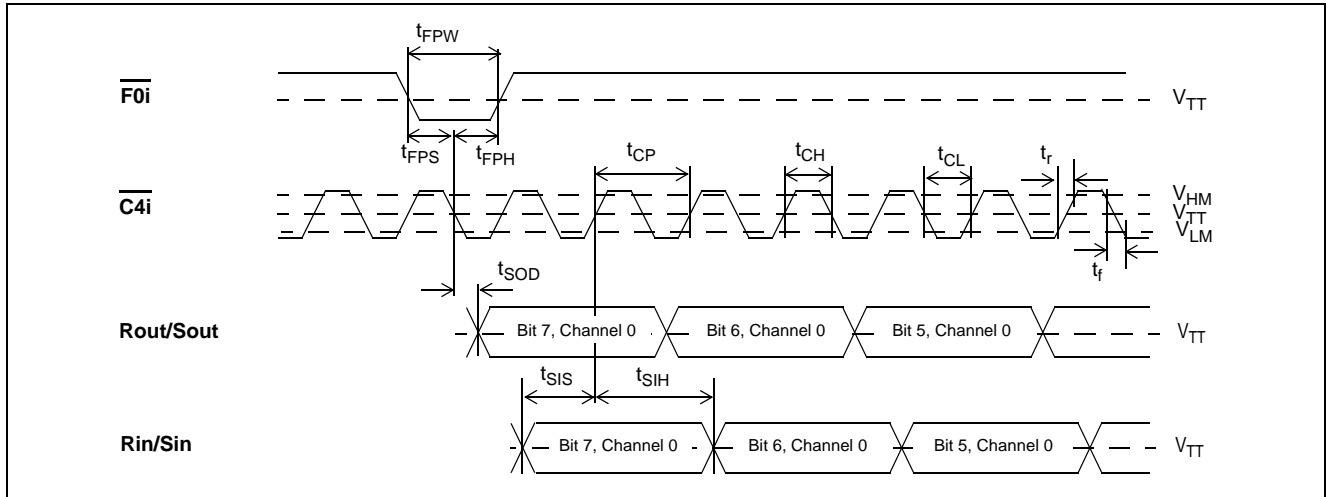 tFPW
F0i
VTT
tFPS
tFPH
tCP
tCH
tCL
tr
C4i
VHM
VTT
VLM
tf
tSOD
Rout/Sout
Bit 7, Channel 0
Bit 6, Channel 0
Bit 5, Channel 0
VTT
tSIS
tSIH
Rin/Sin
Bit 7, Channel 0
Bit 6, Channel 0
Bit 5, Channel 0
VTT